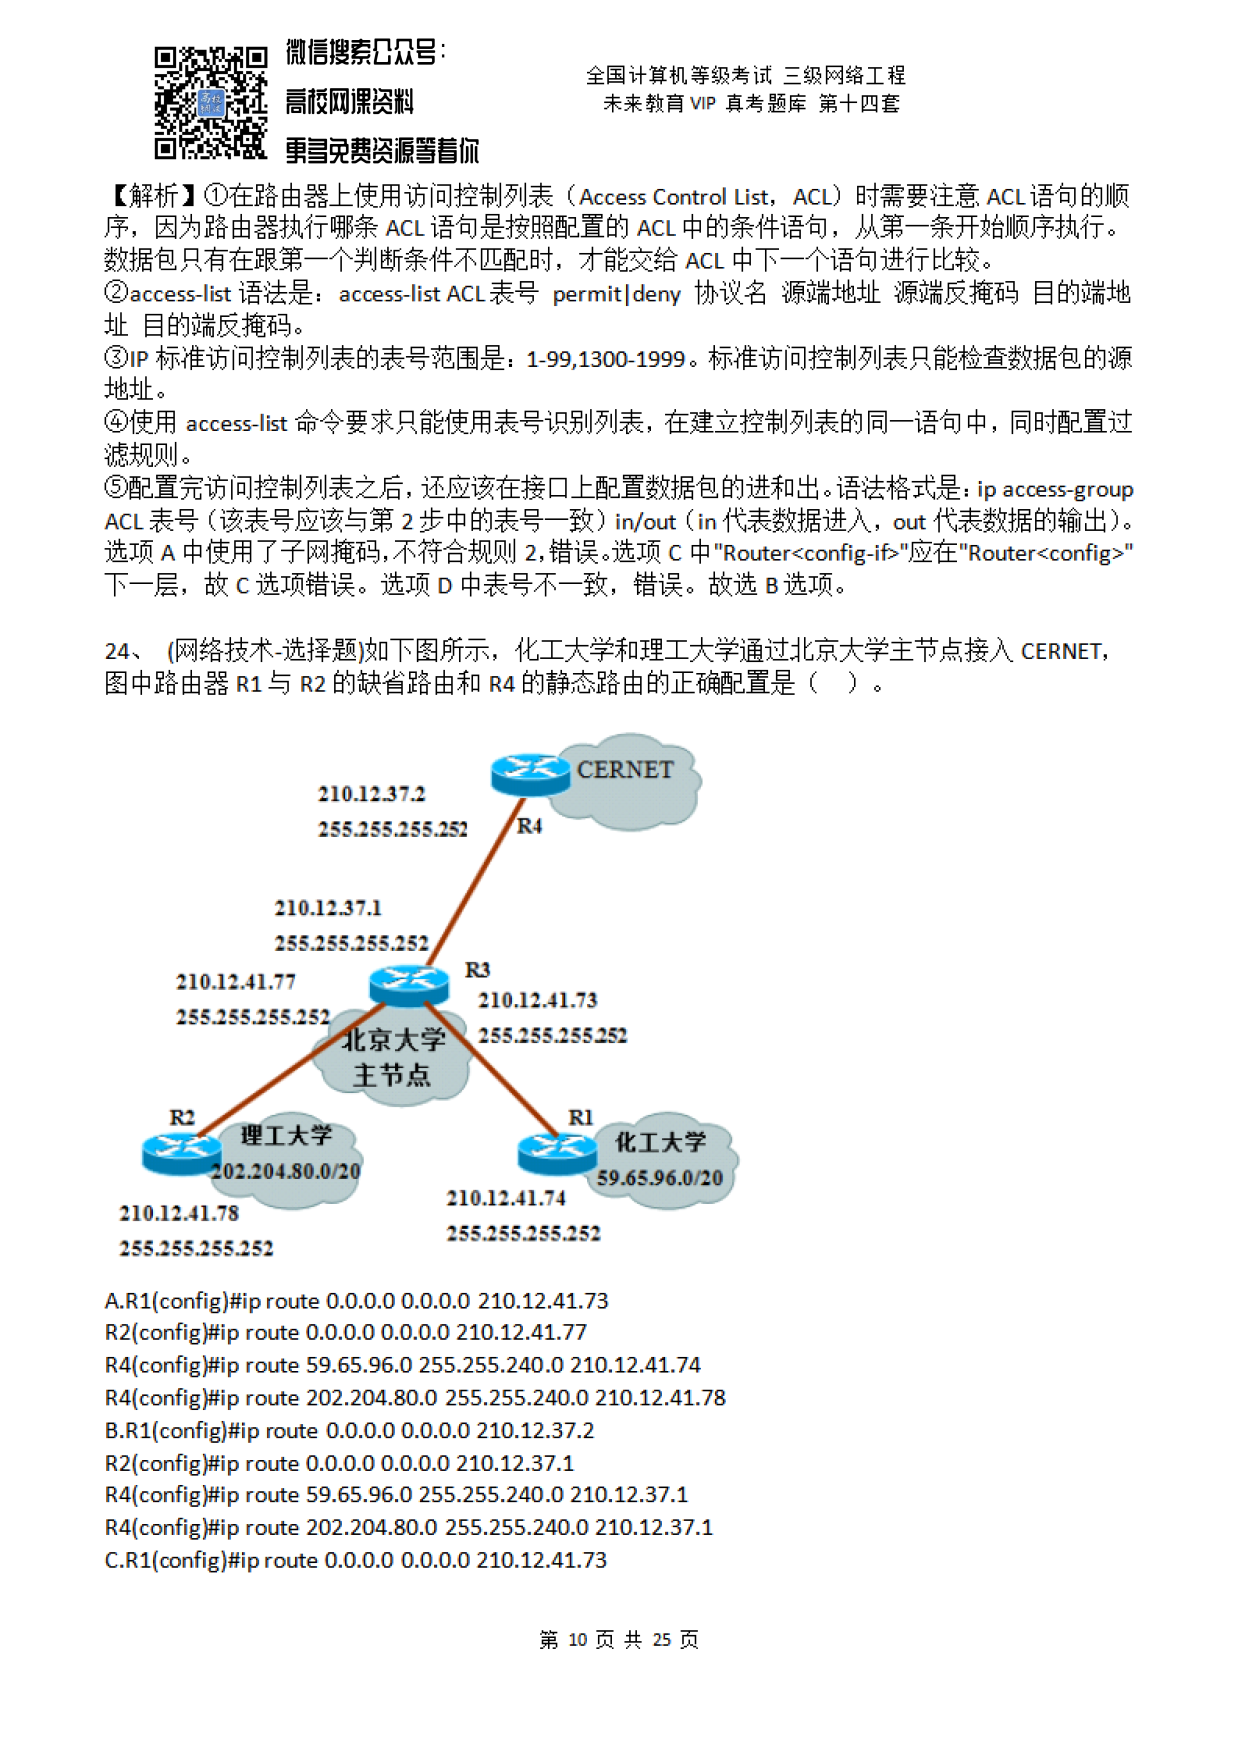 微信搜索公众号：
高校网课资料
更多免费资源等着你
高校
网课
全国计算机等级考试 三级网络工程
未来教育 VIP 真考题库 第十四套
【解析】①在路由器上使用访问控制列表（Access Control List，ACL）时需要注意 ACL 语句的顺
序，因为路由器执行哪条 ACL 语句是按照配置的 ACL 中的条件语句，从第一条开始顺序执行。
数据包只有在跟第一个判断条件不匹配时，才能交给 ACL 中下一个语句进行比较。
②access-list 语法是：access-list ACL 表号 permit|deny 协议名 源端地址 源端反掩码 目的端地
址 目的端反掩码。
③IP 标准访问控制列表的表号范围是：1-99,1300-1999。标准访问控制列表只能检查数据包的源
地址。
④使用 access-list 命令要求只能使用表号识别列表，在建立控制列表的同一语句中，同时配置过
滤规则。
⑤配置完访问控制列表之后，还应该在接口上配置数据包的进和出。语法格式是：ip access-group
ACL 表号（该表号应该与第 2 步中的表号一致）in/out（in 代表数据进入，out 代表数据的输出）。
选项 A 中使用了子网掩码，不符合规则 2，错误。选项 C 中"Router<config-if>"应在"Router<config>"
下一层，故 C 选项错误。选项 D 中表号不一致，错误。故选 B 选项。
24、 (网络技术-选择题)如下图所示，化工大学和理工大学通过北京大学主节点接入 CERNET，
图中路由器 R1 与 R2 的缺省路由和 R4 的静态路由的正确配置是（ ）。
CERNET
210.12.37.2
255.255.255.252
R4
210.12.37.1
255.255.255.252
R3
210.12.41.77
255.255.255.252
210.12.41.73
255.255.255.252
北京大学
主节点
R2
理工大学
202.204.80.0/20
R1
化工大学
59.65.96.0/20
210.12.41.78
255.255.255.252
210.12.41.74
255.255.255.252
A.R1(config)#ip route 0.0.0.0 0.0.0.0 210.12.41.73
R2(config)#ip route 0.0.0.0 0.0.0.0 210.12.41.77
R4(config)#ip route 59.65.96.0 255.255.240.0 210.12.41.74
R4(config)#ip route 202.204.80.0 255.255.240.0 210.12.41.78
B.R1(config)#ip route 0.0.0.0 0.0.0.0 210.12.37.2
R2(config)#ip route 0.0.0.0 0.0.0.0 210.12.37.1
R4(config)#ip route 59.65.96.0 255.255.240.0 210.12.37.1
R4(config)#ip route 202.204.80.0 255.255.240.0 210.12.37.1
C.R1(config)#ip route 0.0.0.0 0.0.0.0 210.12.41.73
第 10 页 共 25 页